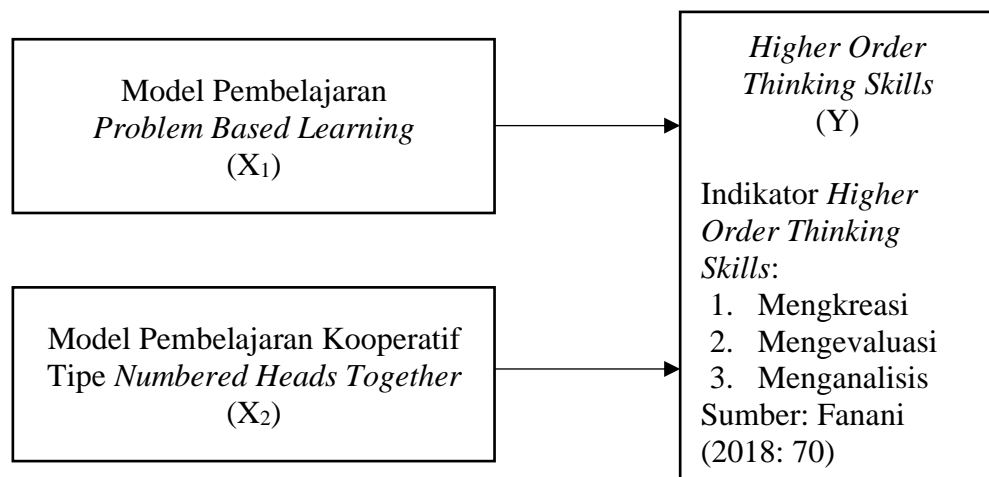 Model Pembelajaran
Problem Based Learning
(X₁)
Model Pembelajaran Kooperatif
Tipe Numbered Heads Together
(X₂)
Higher Order
Thinking Skills
(Y)
Indikator Higher
Order Thinking
Skills:
1. Mengkreasi
2. Mengevaluasi
3. Menganalisis
Sumber: Fanani
(2018: 70)